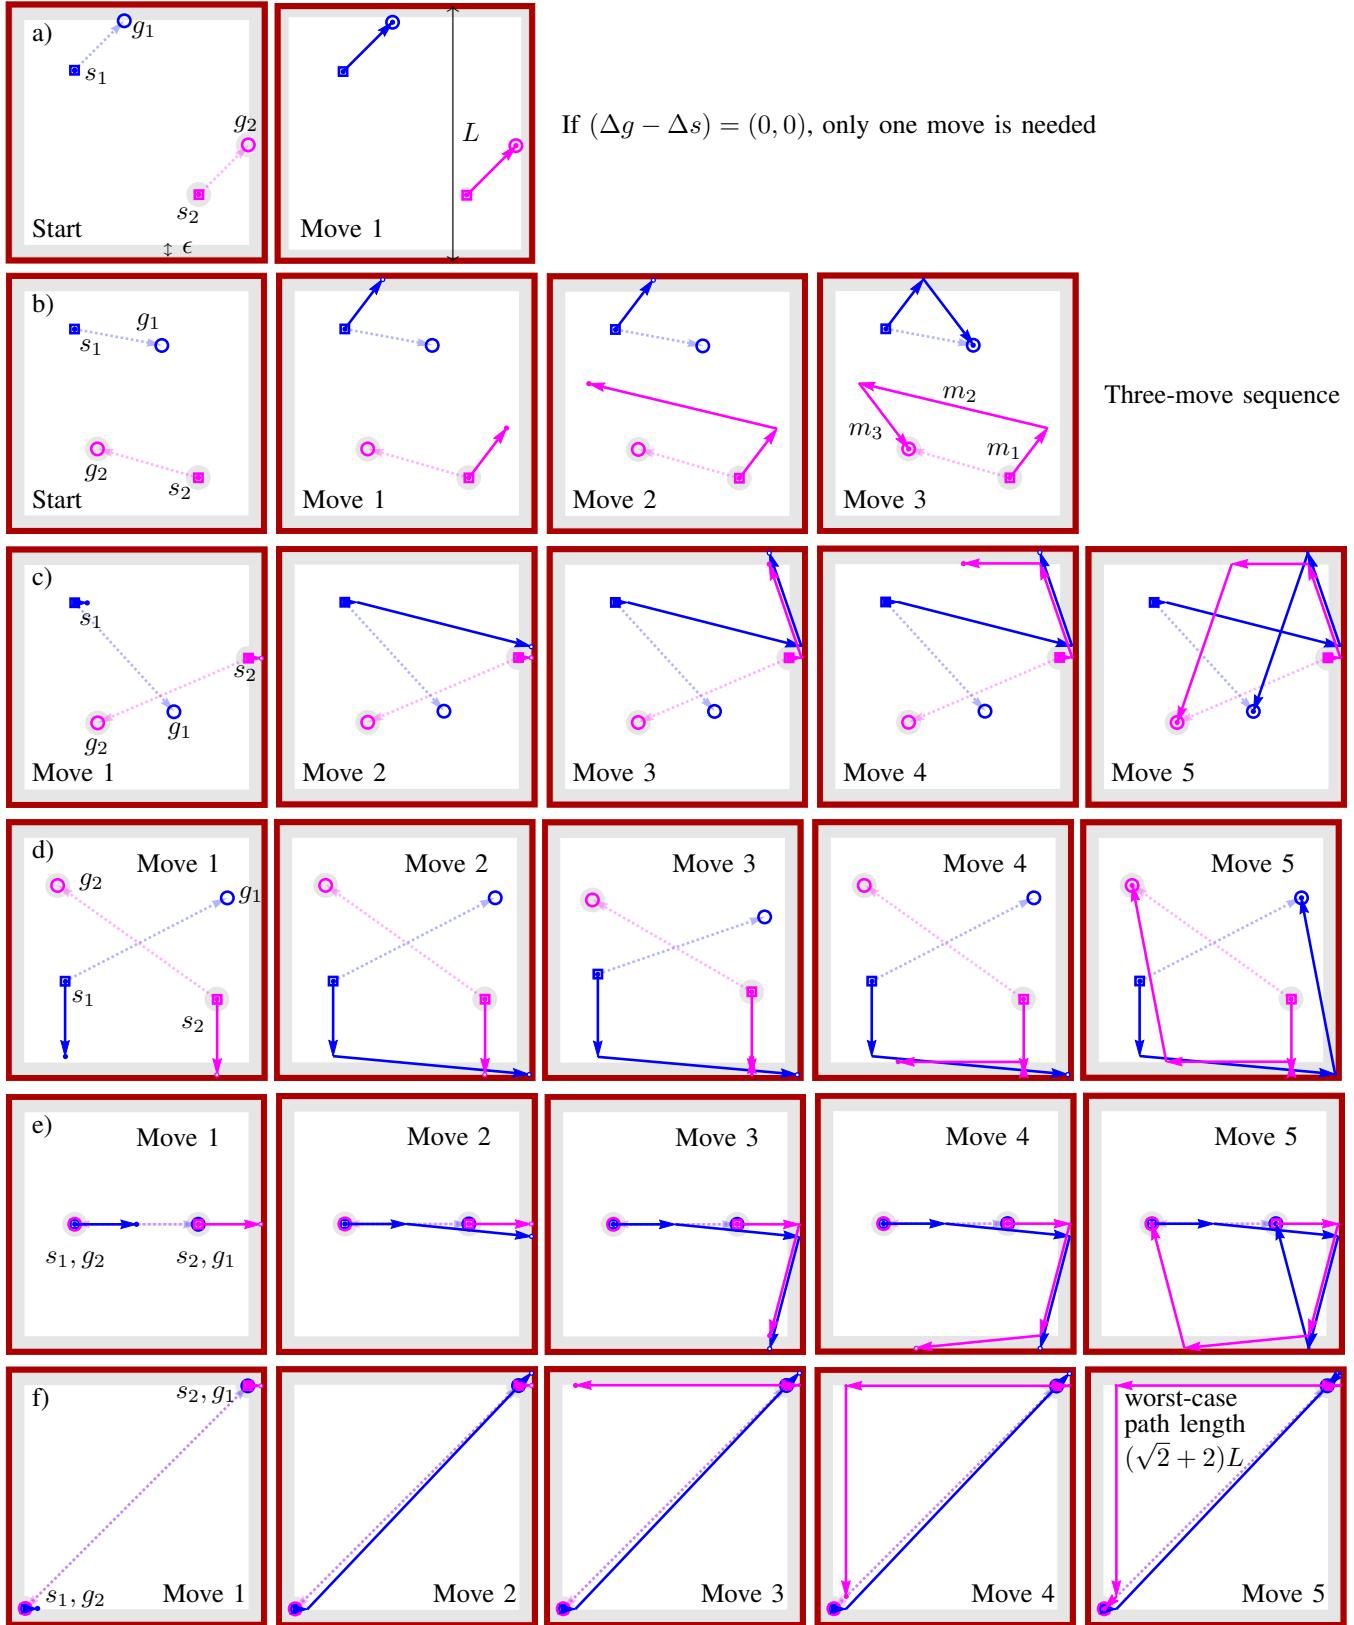 a)
g₁
s₁
g₂
s₂
Start
ϵ
Move 1
L
If (Δg − Δs) = (0, 0), only one move is needed
b)
g₁
s₁
g₂
s₂
Start
Move 1
Move 2
m₂
m₃
m₁
Move 3
Three-move sequence
c)
s₁
s₂
g₂
g₁
Move 1
Move 2
Move 3
Move 4
Move 5
d)
Move 1
g₂
g₁
s₁
s₂
Move 2
Move 3
Move 4
Move 5
e)
Move 1
s₁, g₂
s₂, g₁
Move 2
Move 3
Move 4
Move 5
f)
s₂, g₁
s₁, g₂
Move 1
Move 2
Move 3
Move 4
worst-case
path length
(√2 + 2)L
Move 5